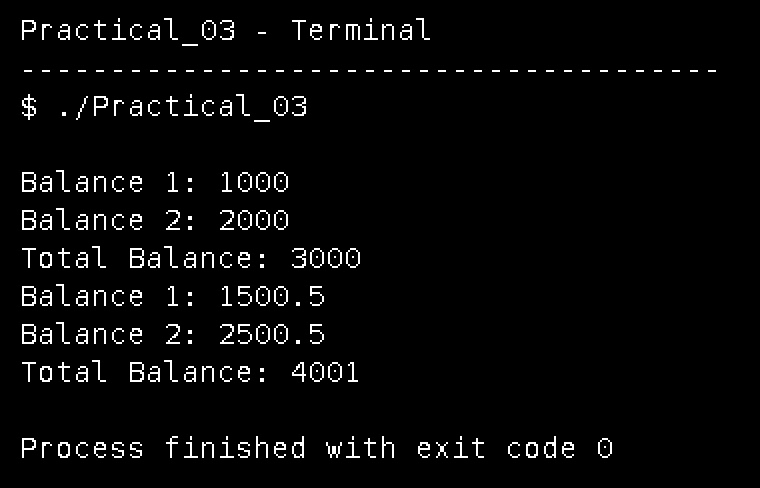 Practical_03 - Terminal
---------------------------------------
$ ./Practical_03
Balance 1: 1000
Balance 2: 2000
Total Balance: 3000
Balance 1: 1500.5
Balance 2: 2500.5
Total Balance: 4001
Process finished with exit code 0